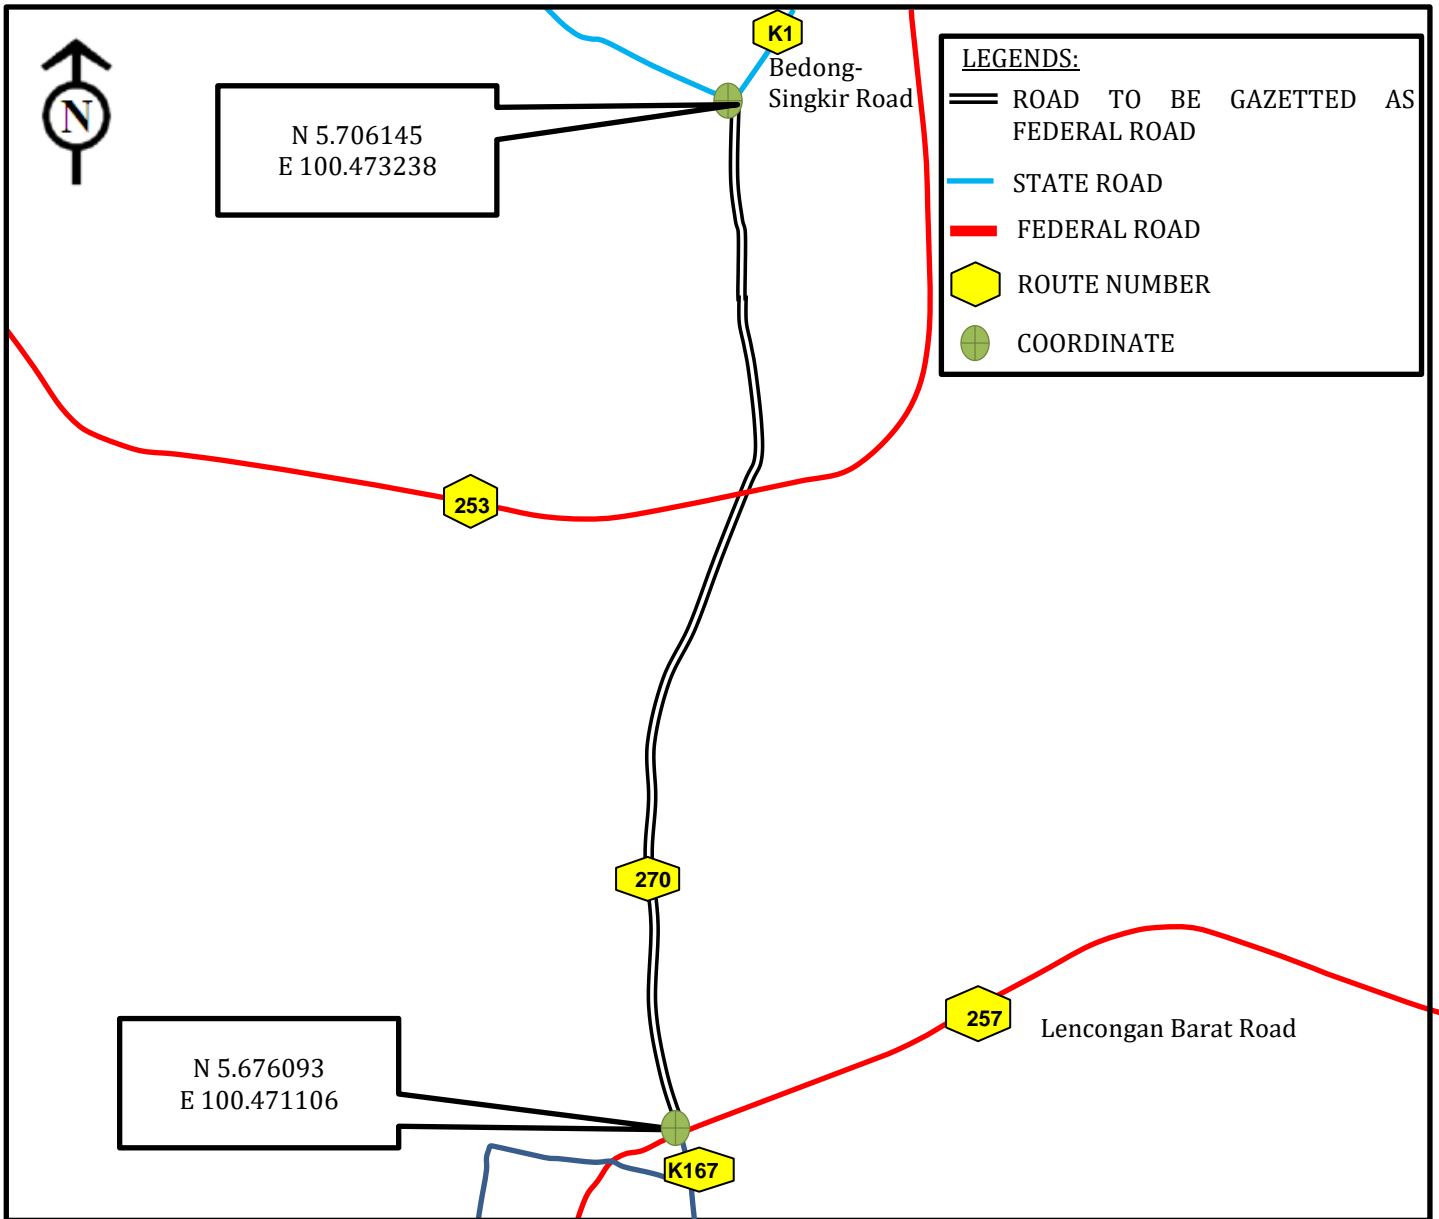 K1
Bedong-
Singkir Road
N
N 5.706145
E 100.473238
LEGENDS:
ROAD TO BE GAZETTED AS
FEDERAL ROAD
STATE ROAD
FEDERAL ROAD
ROUTE NUMBER
COORDINATE
253
270
257
Lencongan Barat Road
N 5.676093
E 100.471106
K167